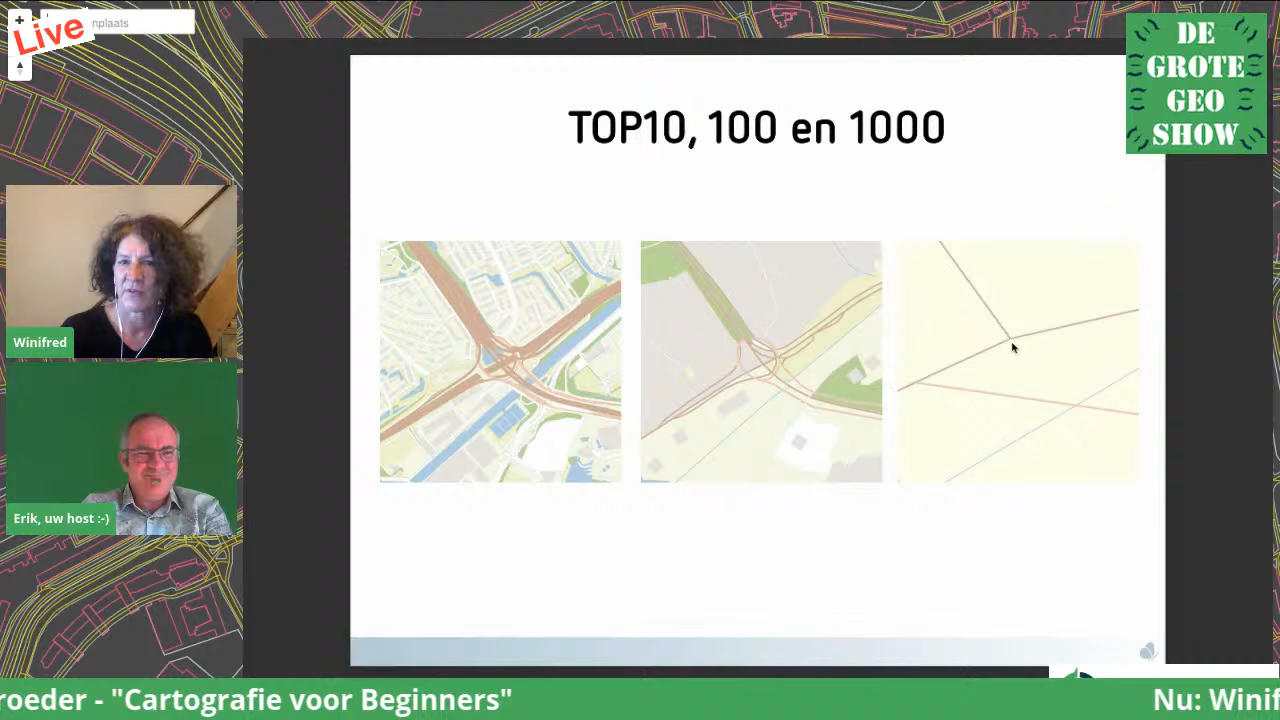 +
nplaats
Live
DE
GROTE
GEO
SHOW
TOP10, 100 en 1000
Winifred
Erik, uw host :-)
roeder - "Cartografie voor Beginners"
Nu: Winif